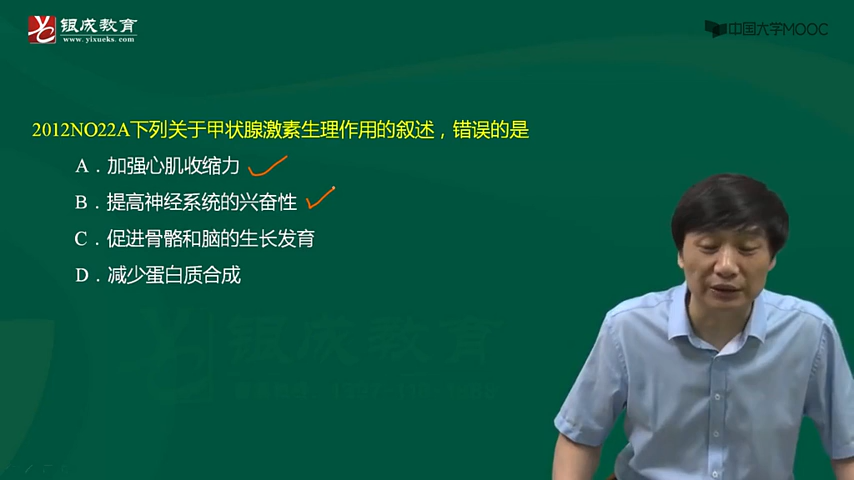 银成教育
www.yixueks.com
中国大学MOOC
2012NO22A下列关于甲状腺激素生理作用的叙述，错误的是
A．加强心肌收缩力
B．提高神经系统的兴奋性
C．促进骨骼和脑的生长发育
D．减少蛋白质合成
银成教育